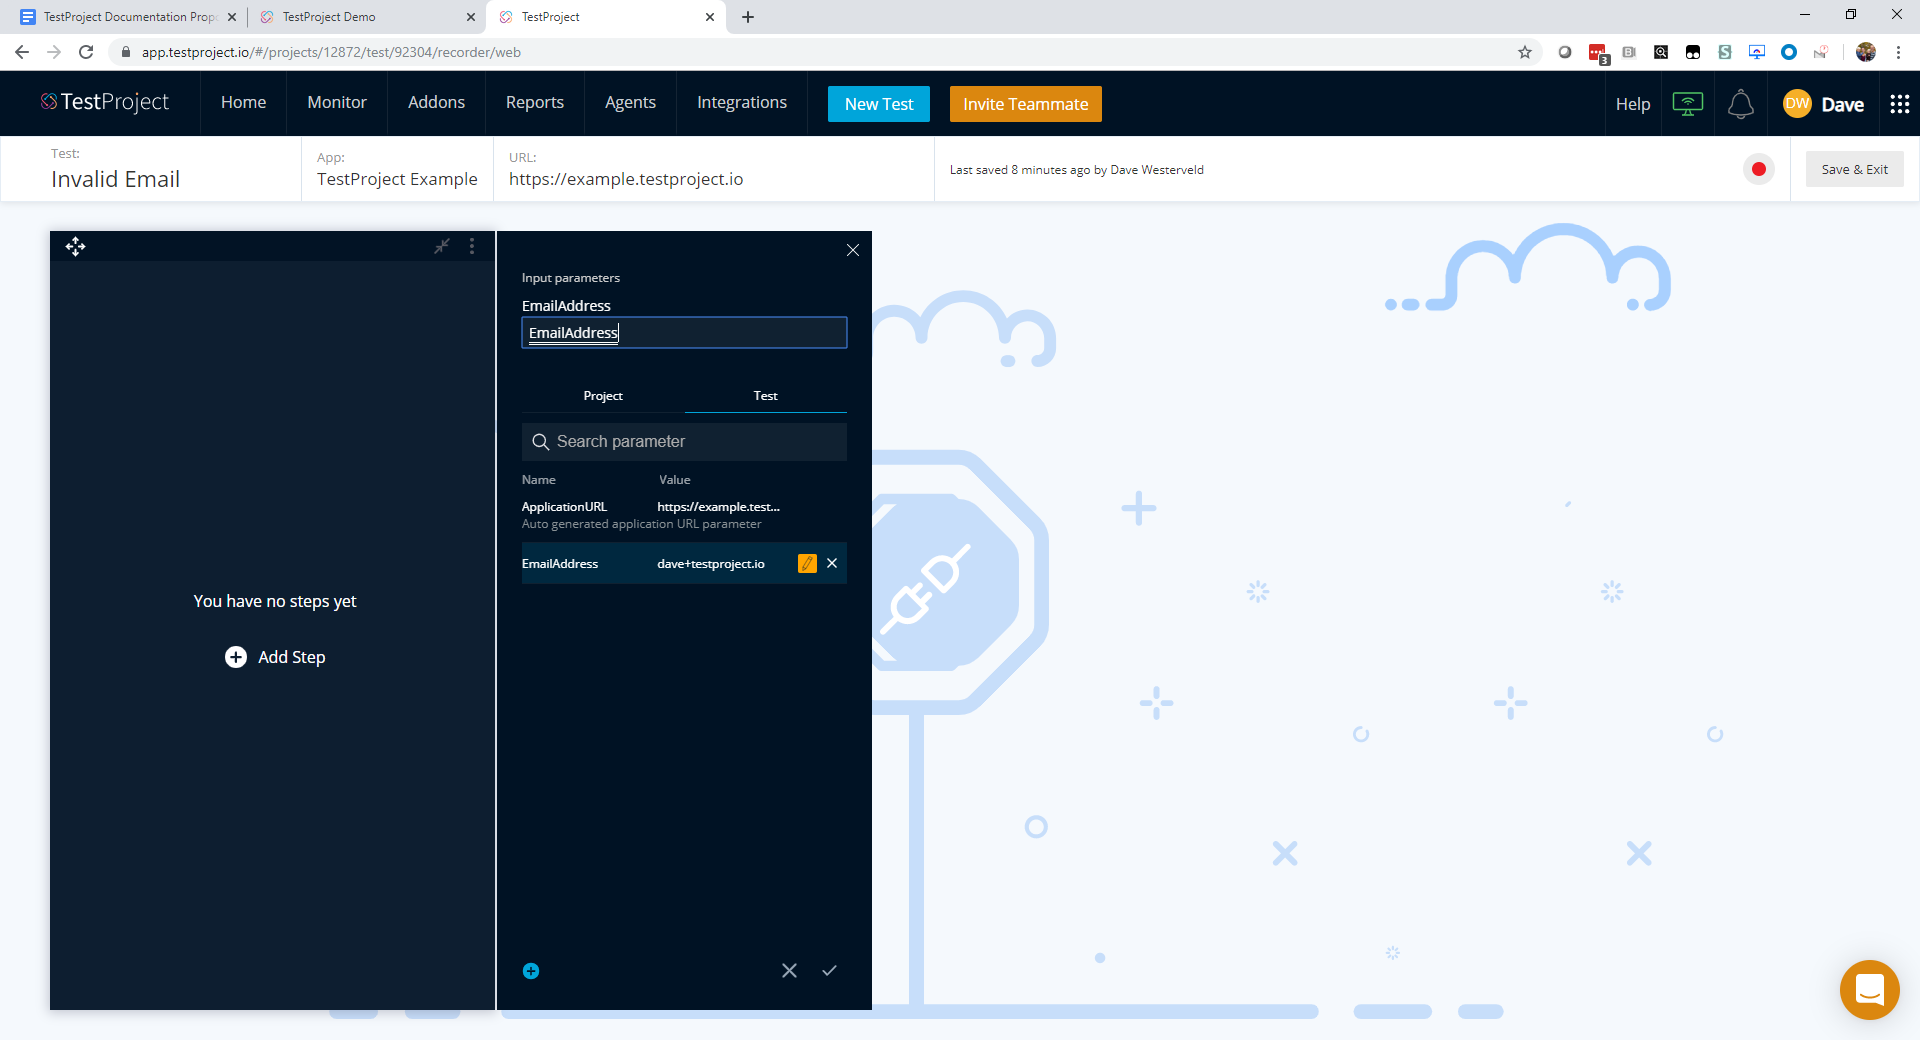 TestProject Documentation Prop
TestProject Demo
TestProject
app.testproject.io/#/projects/12872/test/92304/recorder/web
3
TestProject
Home
Monitor
Addons
Reports
Agents
Integrations
New Test
Invite Teammate
Help
DW
Dave
Test:
Invalid Email
App:
TestProject Example
URL:
https://example.testproject.io
Last saved 8 minutes ago by Dave Westerveld
Save & Exit
You have no steps yet
Add Step
Input parameters
EmailAddress
EmailAddress
Project
Test
Search parameter
Name
Value
ApplicationURL
https://example.test...
Auto generated application URL parameter
EmailAddress
dave+testproject.io